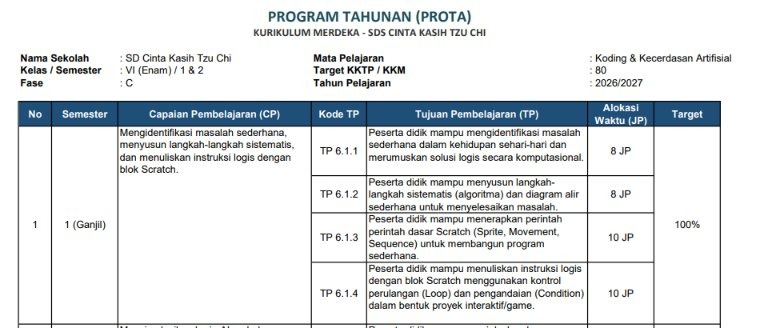 PROGRAM TAHUNAN (PROTA)
KURIKULUM MERDEKA - SDS CINTA KASIH TZU CHI
Nama Sekolah : SD Cinta Kasih Tzu Chi Mata Pelajaran : Koding & Kecerdasan Artifisial
Kelas / Semester : VI (Enam) / 1 & 2 Target KKTP / KKM : 80
Fase : C Tahun Pelajaran : 2026/2027
No Semester Capaian Pembelajaran (CP) Kode TP Tujuan Pembelajaran (TP) Alokasi Waktu (JP) Target
1 1 (Ganjil)
Mengidentifikasi masalah sederhana,
menyusun langkah-langkah sistematis,
dan menuliskan instruksi logis dengan
blok Scratch.
TP 6.1.1
Peserta didik mampu mengidentifikasi masalah
sederhana dalam kehidupan sehari-hari dan
merumuskan solusi logis secara komputasional.
8 JP
TP 6.1.2
Peserta didik mampu menyusun langkah-
langkah sistematis (algoritma) dan diagram alir
sederhana untuk menyelesaikan masalah.
8 JP
TP 6.1.3
Peserta didik mampu menerapkan perintah
perintah dasar Scratch (Sprite, Movement,
Sequence) untuk membangun program
sederhana.
10 JP
TP 6.1.4
Peserta didik mampu menuliskan instruksi logis
dengan blok Scratch menggunakan kontrol
perulangan (Loop) dan pengandaian (Condition)
dalam bentuk proyek interaktif/game.
10 JP
100%